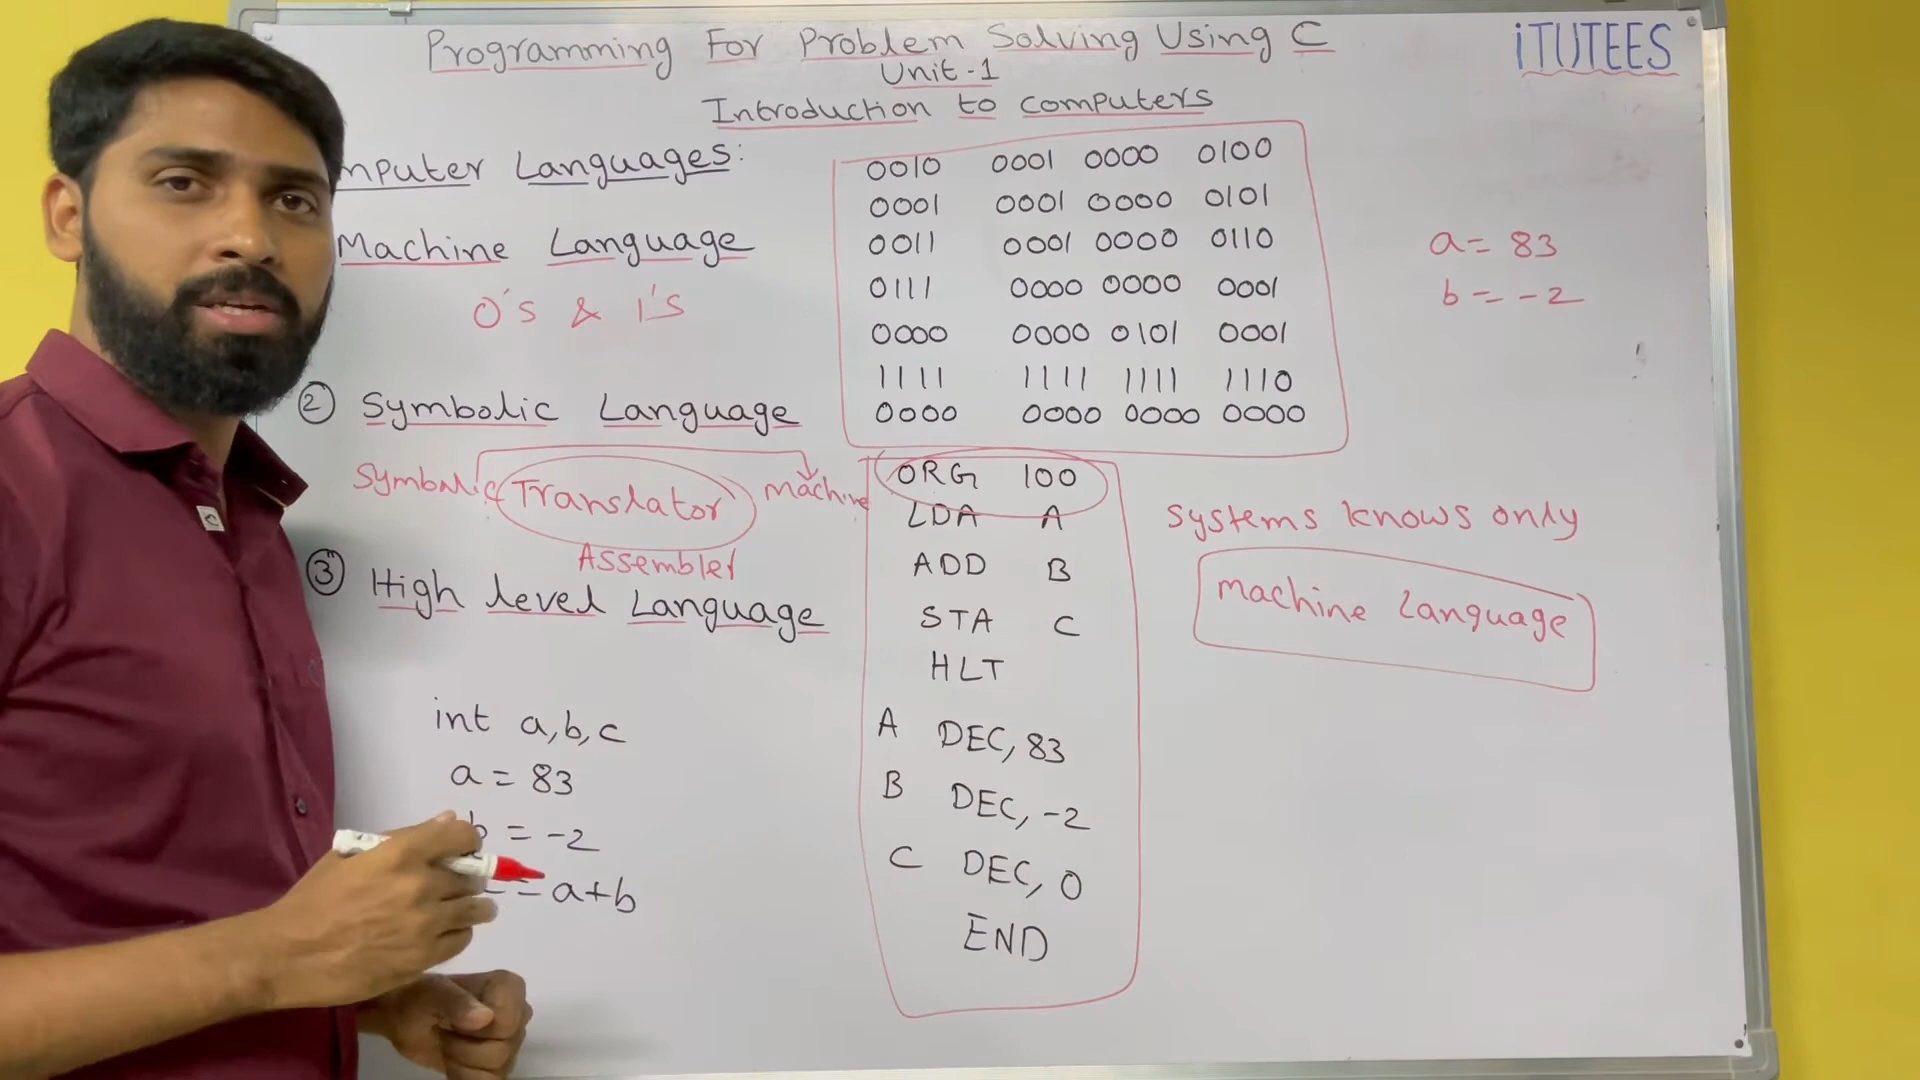 Programming For Problem Solving Using C
iTUTEES
Unit-1
Introduction to computers
mputer Languages:
Machine Language
0's & 1's
0010 0001 0000 0100
0001 0001 0000 0101
0011 0001 0000 0110
0111 0000 0000 0001
0000 0000 0101 0001
1111 1111 1111 1110
0000 0000 0000 0000
a= 83
b = -2
② Symbolic Language
Symbolic Translator machine
Assembler
③ High level Language
int a,b,c
a = 83
b = -2
= a+b
ORG 100
LDA A
ADD B
STA C
HLT
A DEC, 83
B DEC, -2
C DEC, 0
END
systems knows only
machine language